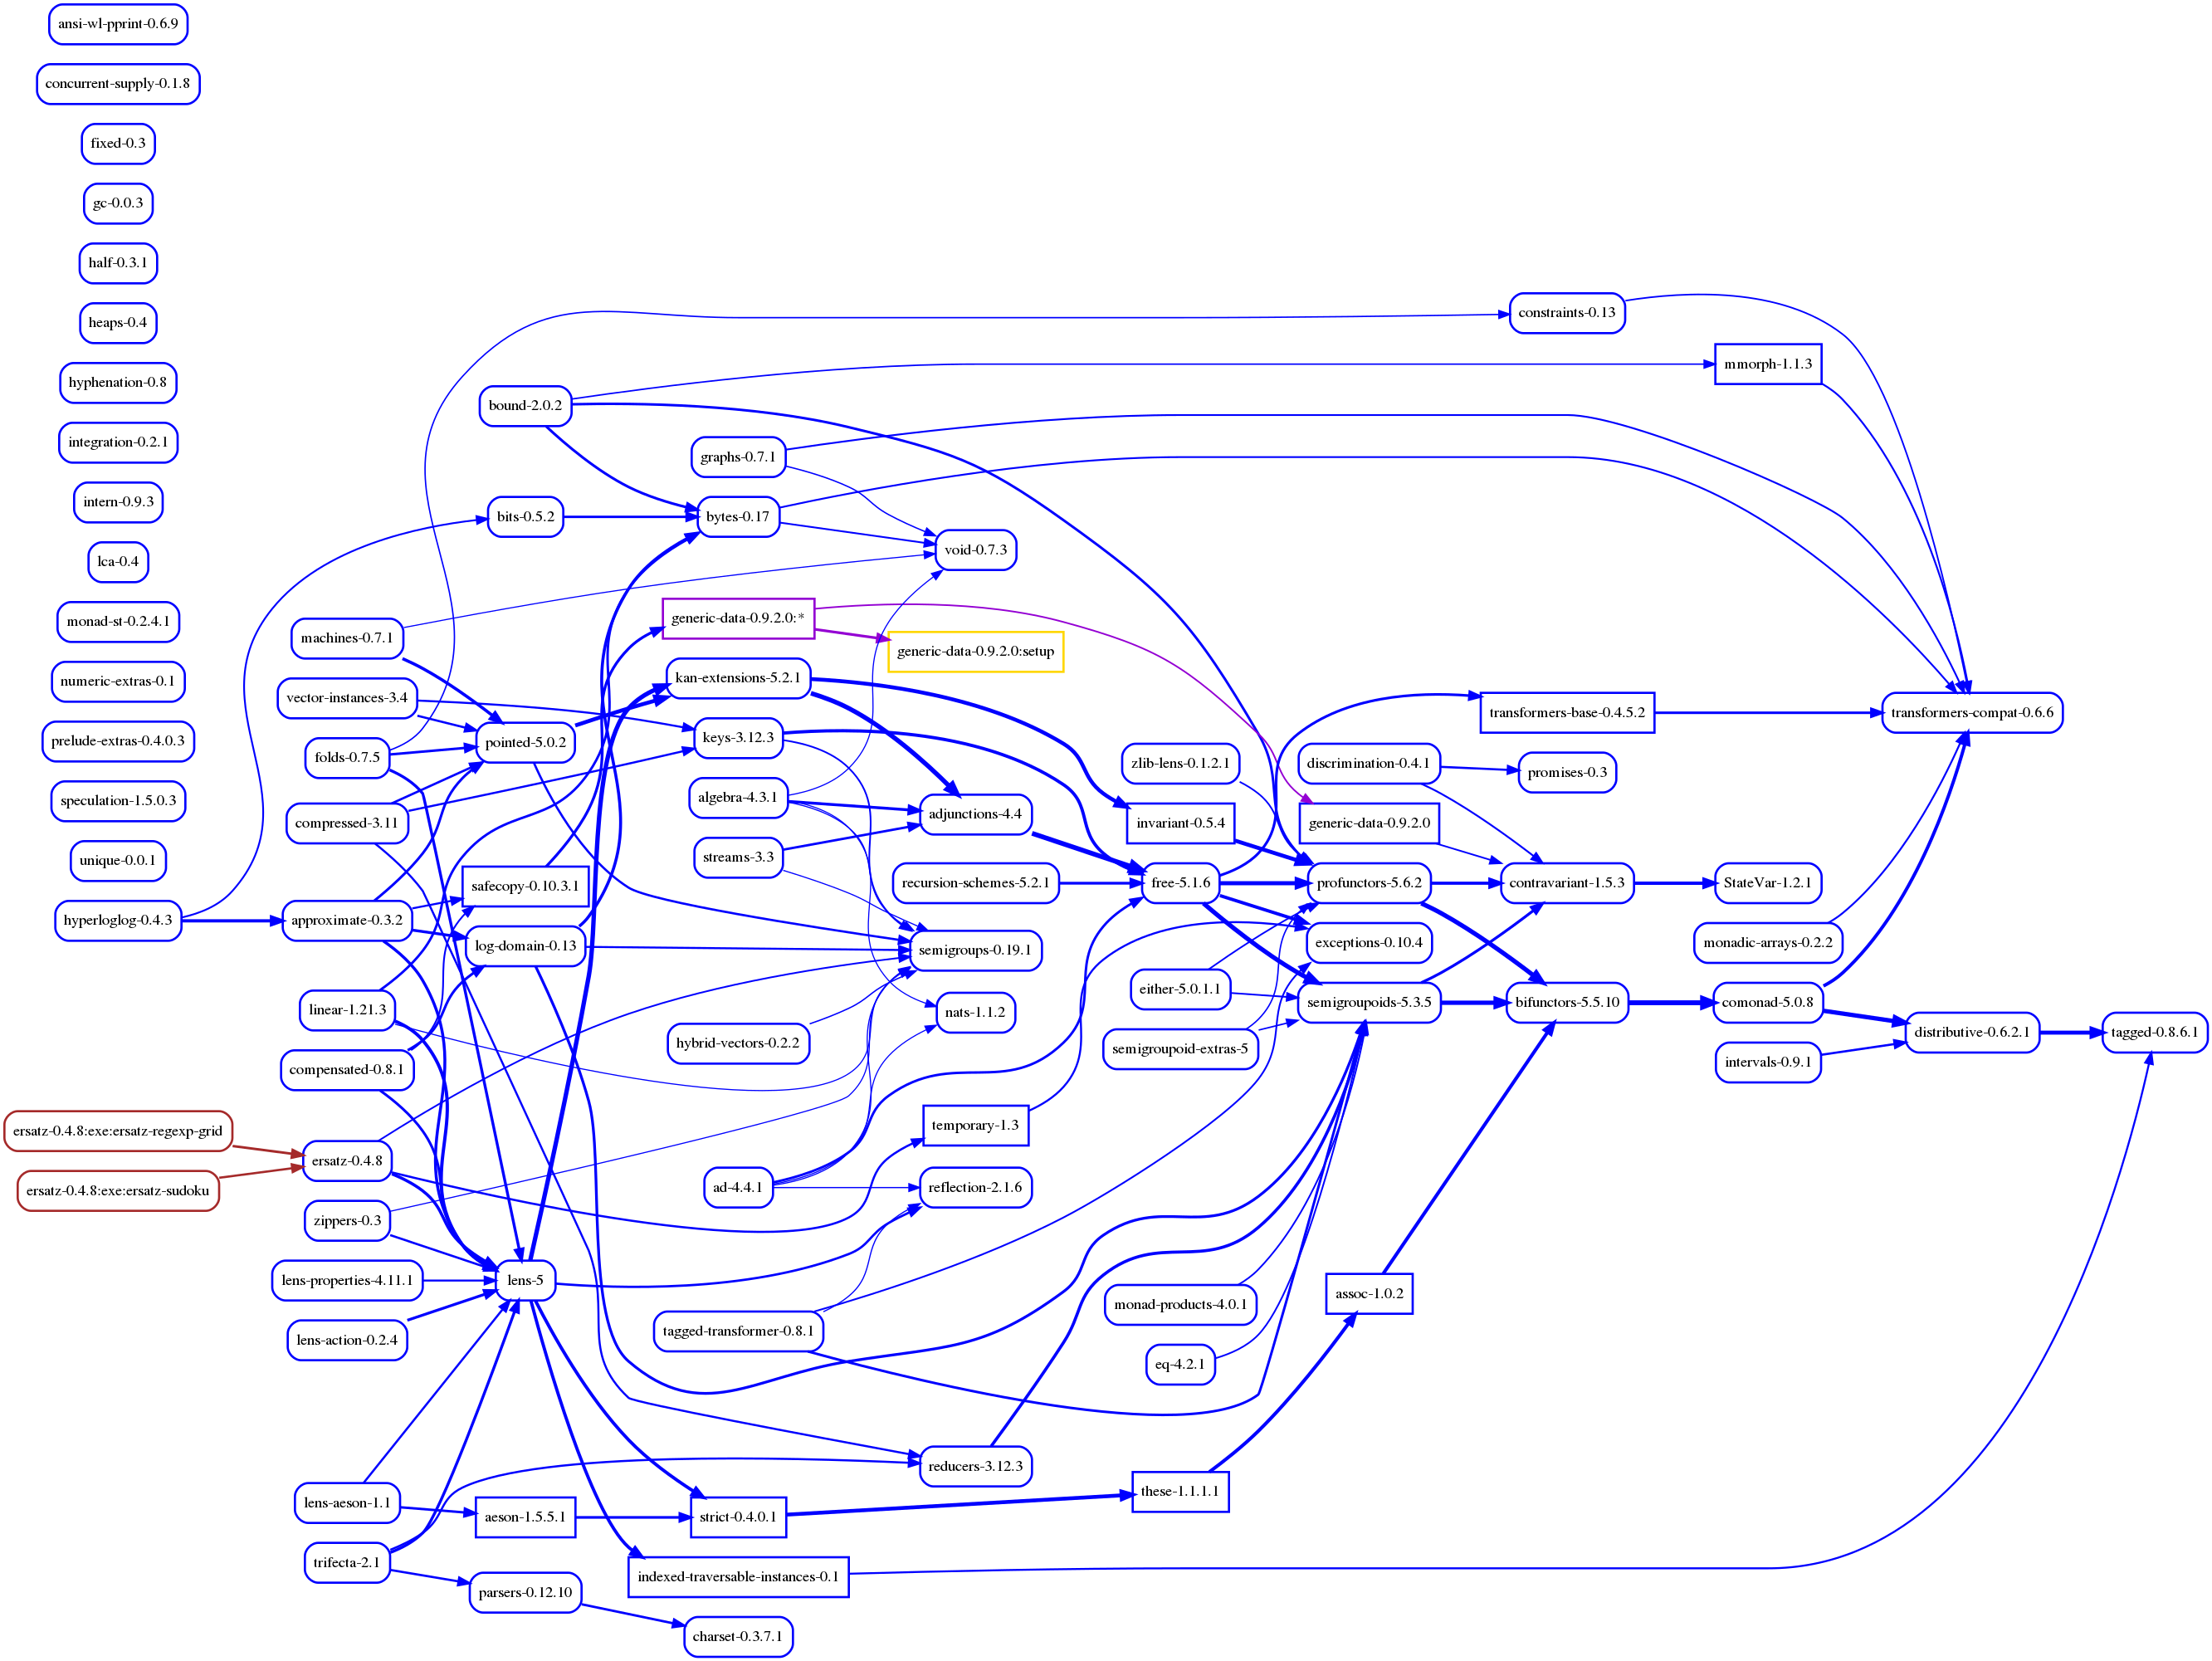 ansi-wl-pprint-0.6.9
concurrent-supply-0.1.8
fixed-0.3
gc-0.0.3
half-0.3.1
heaps-0.4
hyphenation-0.8
integration-0.2.1
intern-0.9.3
lca-0.4
monad-st-0.2.4.1
numeric-extras-0.1
prelude-extras-0.4.0.3
speculation-1.5.0.3
unique-0.0.1
hyperloglog-0.4.3
ersatz-0.4.8:exe:ersatz-regexp-grid
ersatz-0.4.8:exe:ersatz-sudoku
machines-0.7.1
vector-instances-3.4
folds-0.7.5
compressed-3.11
approximate-0.3.2
linear-1.21.3
compensated-0.8.1
ersatz-0.4.8
zippers-0.3
lens-properties-4.11.1
lens-action-0.2.4
lens-aeson-1.1
trifecta-2.1
bound-2.0.2
bits-0.5.2
pointed-5.0.2
safecopy-0.10.3.1
log-domain-0.13
lens-5
aeson-1.5.5.1
parsers-0.12.10
graphs-0.7.1
bytes-0.17
generic-data-0.9.2.0:*
kan-extensions-5.2.1
keys-3.12.3
algebra-4.3.1
streams-3.3
hybrid-vectors-0.2.2
ad-4.4.1
tagged-transformer-0.8.1
strict-0.4.0.1
indexed-traversable-instances-0.1
charset-0.3.7.1
void-0.7.3
generic-data-0.9.2.0:setup
adjunctions-4.4
recursion-schemes-5.2.1
semigroups-0.19.1
nats-1.1.2
temporary-1.3
reflection-2.1.6
reducers-3.12.3
zlib-lens-0.1.2.1
invariant-0.5.4
free-5.1.6
either-5.0.1.1
semigroupoid-extras-5
monad-products-4.0.1
eq-4.2.1
these-1.1.1.1
discrimination-0.4.1
generic-data-0.9.2.0
profunctors-5.6.2
exceptions-0.10.4
semigroupoids-5.3.5
assoc-1.0.2
constraints-0.13
transformers-base-0.4.5.2
promises-0.3
contravariant-1.5.3
bifunctors-5.5.10
mmorph-1.1.3
StateVar-1.2.1
monadic-arrays-0.2.2
comonad-5.0.8
intervals-0.9.1
transformers-compat-0.6.6
distributive-0.6.2.1
tagged-0.8.6.1